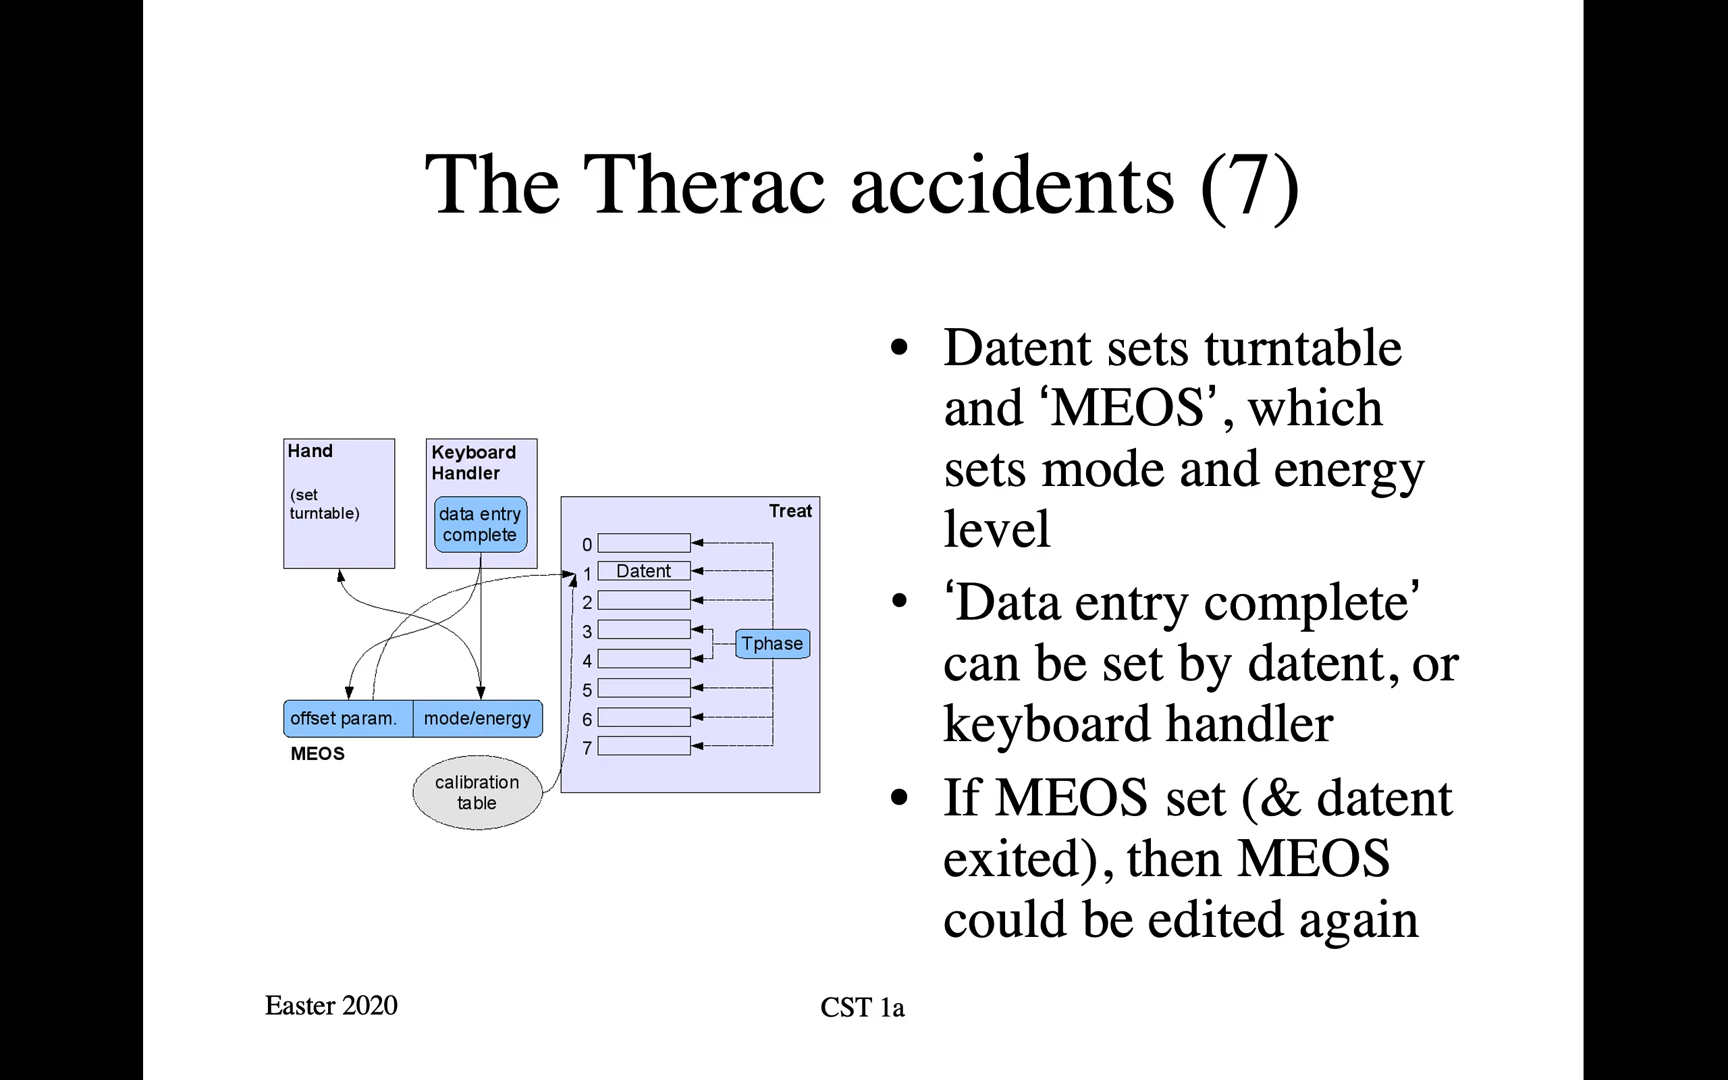 The Therac accidents (7)
Hand
(set
turntable)
Keyboard
Handler
data entry
complete
Treat
0
1 Datent
2
3
4
5
6
7
Tphase
offset param. mode/energy
MEOS
calibration
table
• Datent sets turntable
and ‘MEOS’, which
sets mode and energy
level
• ‘Data entry complete’
can be set by datent, or
keyboard handler
• If MEOS set (& datent
exited), then MEOS
could be edited again
Easter 2020
CST 1a